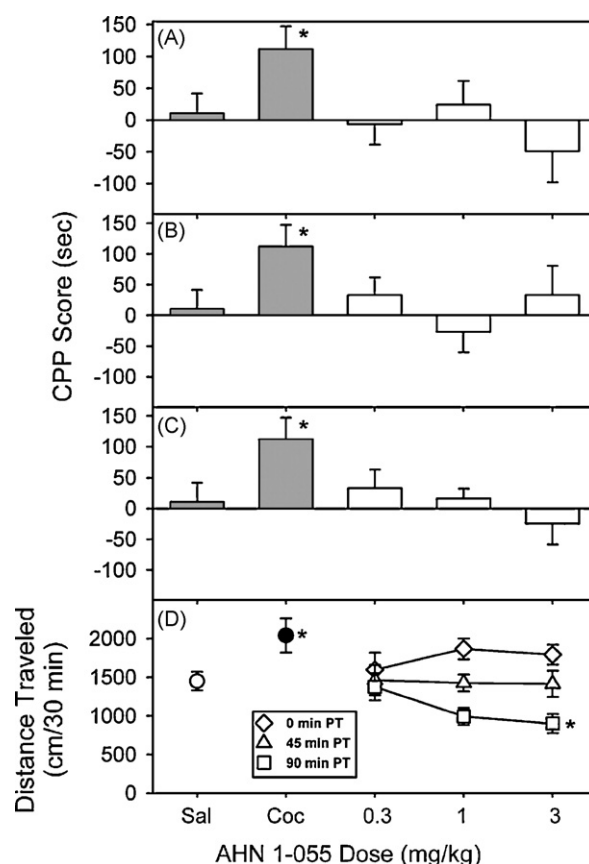 (A)
150
100
50
0
-50
-100
*
(B)
150
100
50
0
-50
-100
*
(C)
150
100
50
0
-50
-100
*
CPP Score (sec)
(D)
2000
1500
1000
500
0
*
*
Distance Traveled
(cm/30 min)
0 min PT
45 min PT
90 min PT
Sal Coc 0.3 1 3
AHN 1-055 Dose (mg/kg)